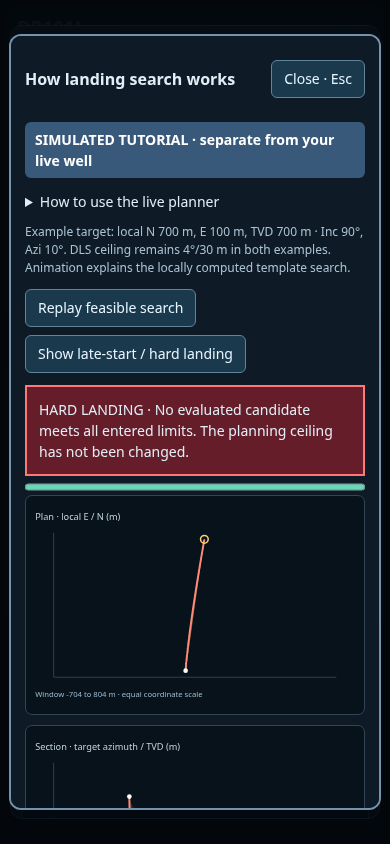 How landing search works
Close · Esc
SIMULATED TUTORIAL · separate from your
live well
▶ How to use the live planner
Example target: local N 700 m, E 100 m, TVD 700 m · Inc 90°,
Azi 10°. DLS ceiling remains 4°/30 m in both examples.
Animation explains the locally computed template search.
Replay feasible search
Show late-start / hard landing
HARD LANDING · No evaluated candidate
meets all entered limits. The planning ceiling
has not been changed.
Plan · local E / N (m)
Window -704 to 804 m · equal coordinate scale
Section · target azimuth / TVD (m)